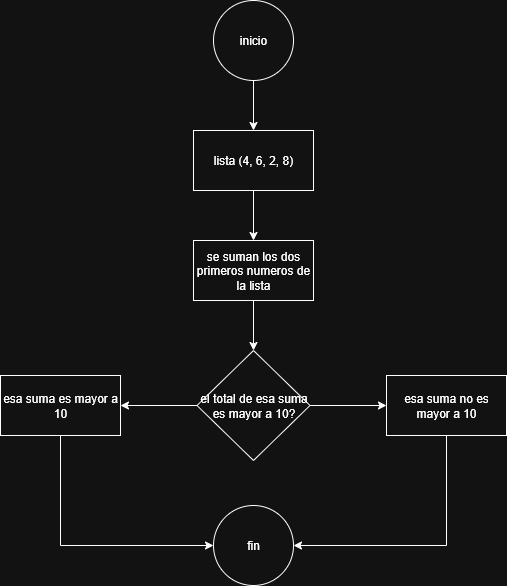 inicio
lista (4, 6, 2, 8)
se suman los dos
primeros numeros de
la lista
el total de esa suma
es mayor a 10?
esa suma es mayor a
10
esa suma no es
mayor a 10
fin